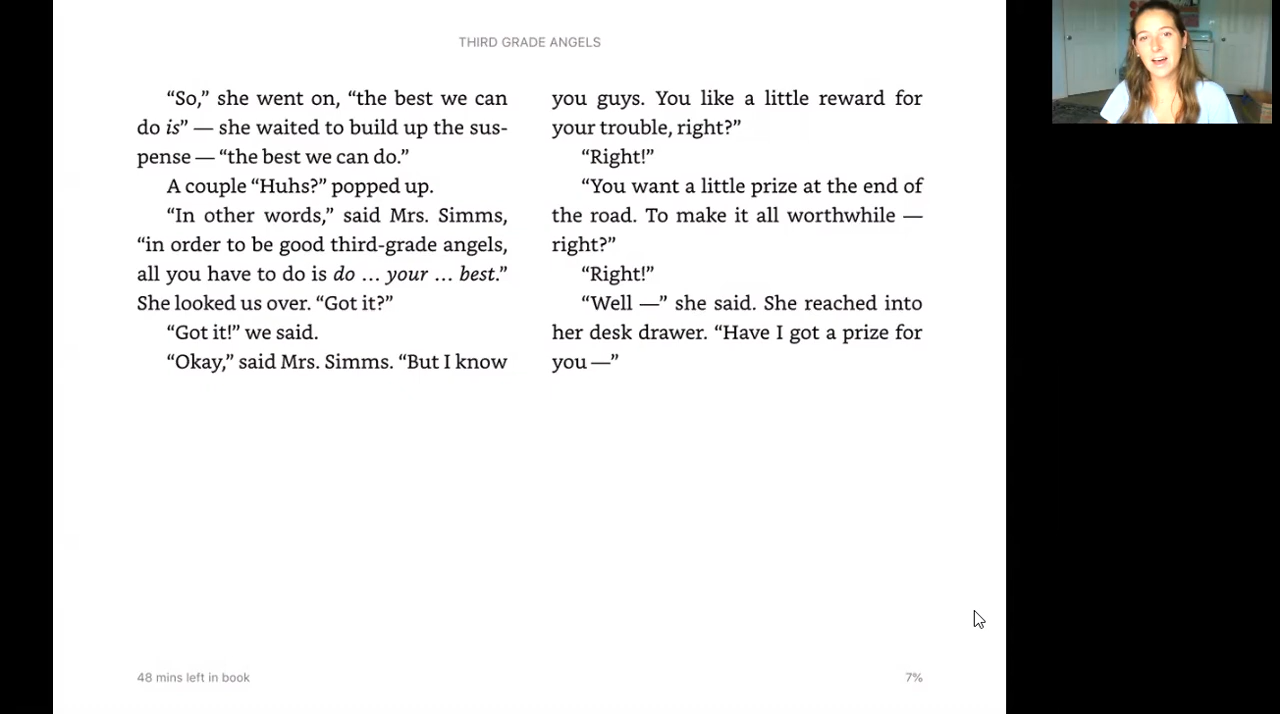 THIRD GRADE ANGELS
“So,” she went on, “the best we can
do is” — she waited to build up the sus-
pense — “the best we can do.”
A couple “Huhs?” popped up.
“In other words,” said Mrs. Simms,
“in order to be good third-grade angels,
all you have to do is do … your … best.”
She looked us over. “Got it?”
“Got it!” we said.
“Okay,” said Mrs. Simms. “But I know
you guys. You like a little reward for
your trouble, right?”
“Right!”
“You want a little prize at the end of
the road. To make it all worthwhile —
right?”
“Right!”
“Well —” she said. She reached into
her desk drawer. “Have I got a prize for
you —”
48 mins left in book
7%